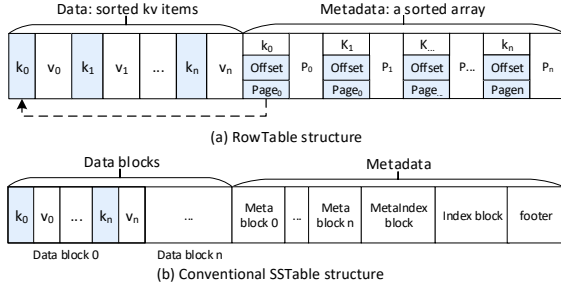 Data: sorted kv items Metadata: a sorted array
k0 v0 k1 v1 ... kn vn k0 Offset Page0 P0 K1 Offset Page0 P1 K... Offset Page... P... kn Offset Pagen Pn
(a) RowTable structure
Data blocks Metadata
k0 v0 ... kn vn ... Meta block 0 ... Meta block n MetaIndex block Index block footer
Data block 0 Data block n
(b) Conventional SSTable structure